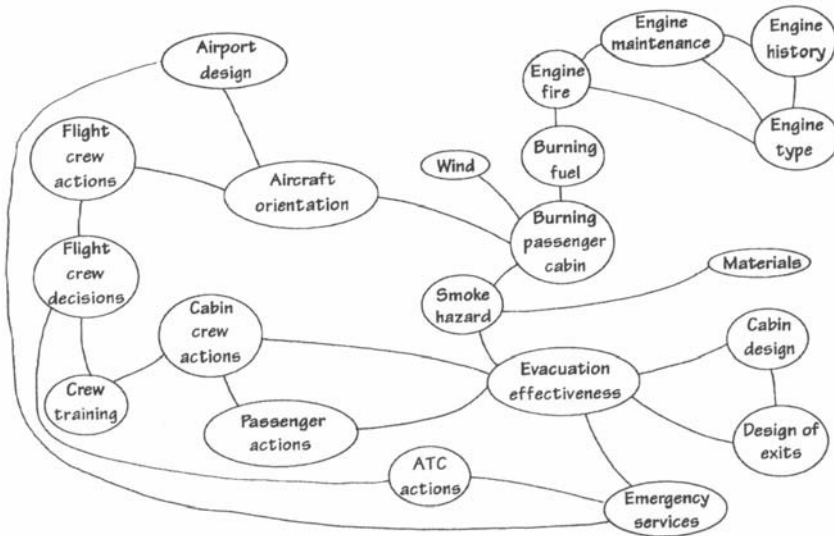 Airport
design
Engine
maintenance
Engine
history
Engine
fire
Engine
type
Flight
crew
actions
Burning
fuel
Wind
Aircraft
orientation
Burning
passenger
cabin
Flight
crew
decisions
Materials
Smoke
hazard
Cabin
crew
actions
Cabin
design
Evacuation
effectiveness
Crew
training
Passenger
actions
Design of
exits
ATC
actions
Emergency
services